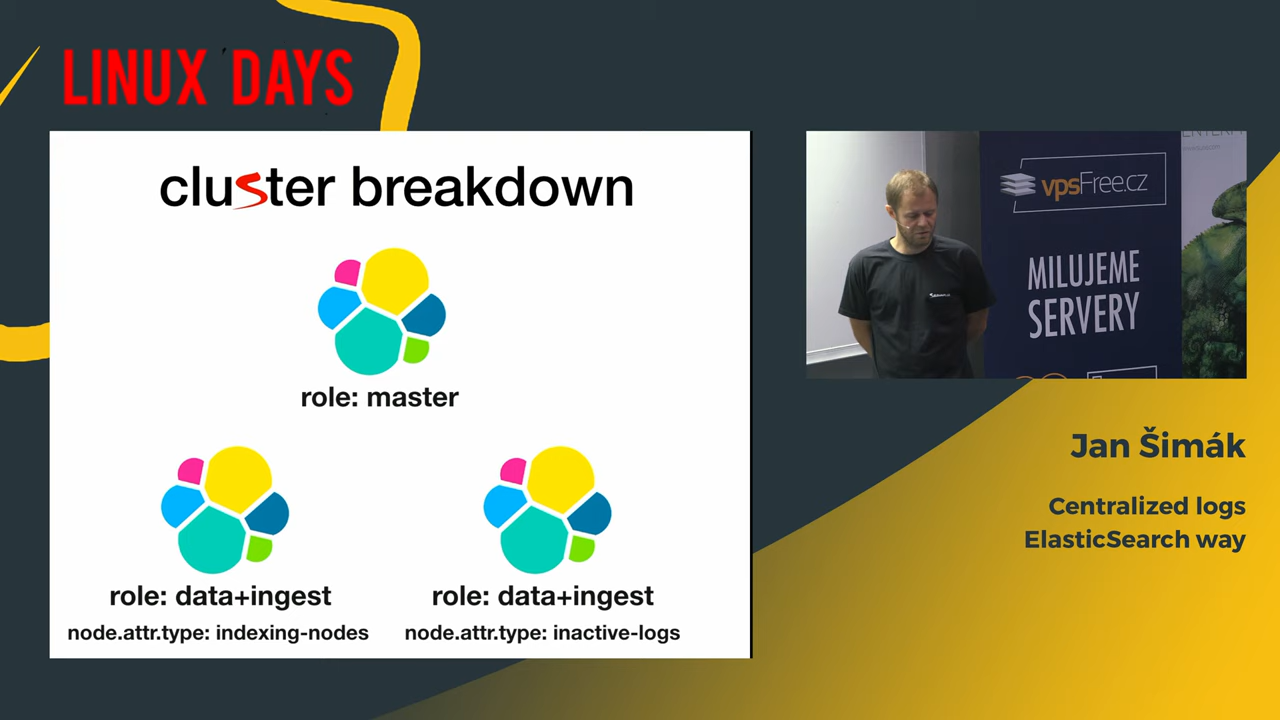 LINUX DAYS
cluster breakdown
role: master
role: data+ingest
node.attr.type: indexing-nodes
role: data+ingest
node.attr.type: inactive-logs
vpsFree.cz
MILUJEME
SERVERY
Jan Šimák
Centralized logs
ElasticSearch way